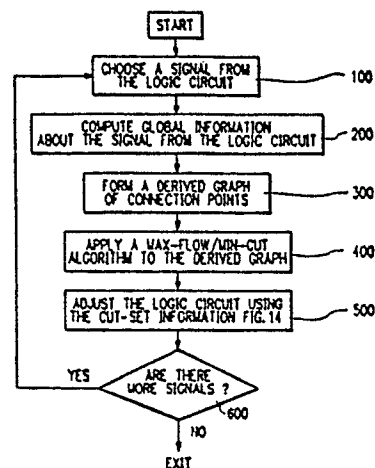 START
CHOOSE A SIGNAL FROM
THE LOGIC CIRCUIT
100
COMPUTE GLOBAL INFORMATION
ABOUT THE SIGNAL FROM THE LOGIC CIRCUIT
200
FORM A DERIVED GRAPH
OF CONNECTION POINTS
300
APPLY A MAX-FLOW/MIN-CUT
ALGORITHM TO THE DERIVED GRAPH
400
ADJUST THE LOGIC CIRCUIT USING
THE CUT-SET INFORMATION FIG.14
500
YES
ARE THERE
MORE SIGNALS ?
600
NO
EXIT